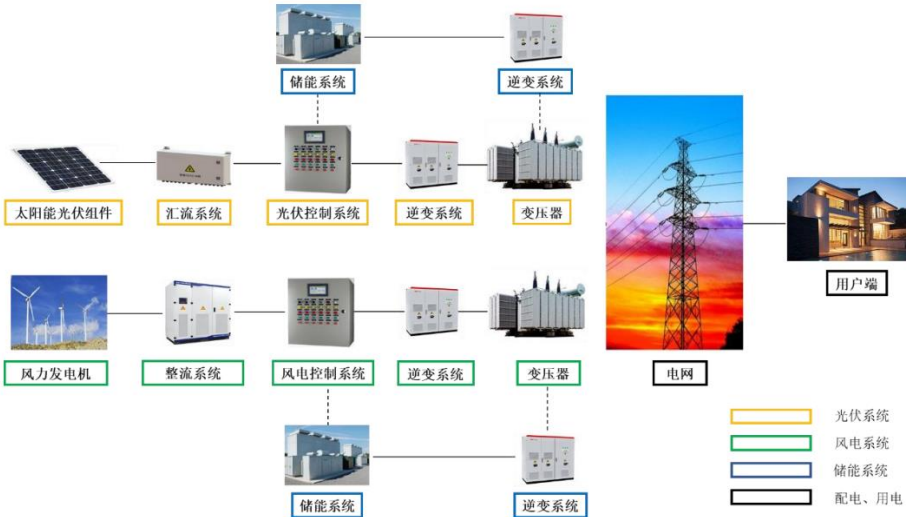 储能系统
逆变系统
太阳能光伏组件
汇流系统
光伏控制系统
逆变系统
变压器
用户端
风力发电机
整流系统
风电控制系统
逆变系统
变压器
电网
光伏系统
风电系统
储能系统
配电、用电
储能系统
逆变系统